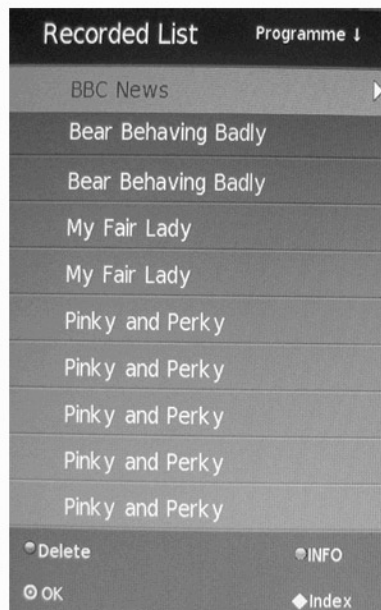 Recorded List Programme ↓
BBC News
Bear Behaving Badly
Bear Behaving Badly
My Fair Lady
My Fair Lady
Pinky and Perky
Pinky and Perky
Pinky and Perky
Pinky and Perky
Pinky and Perky
Delete INFO
OK Index